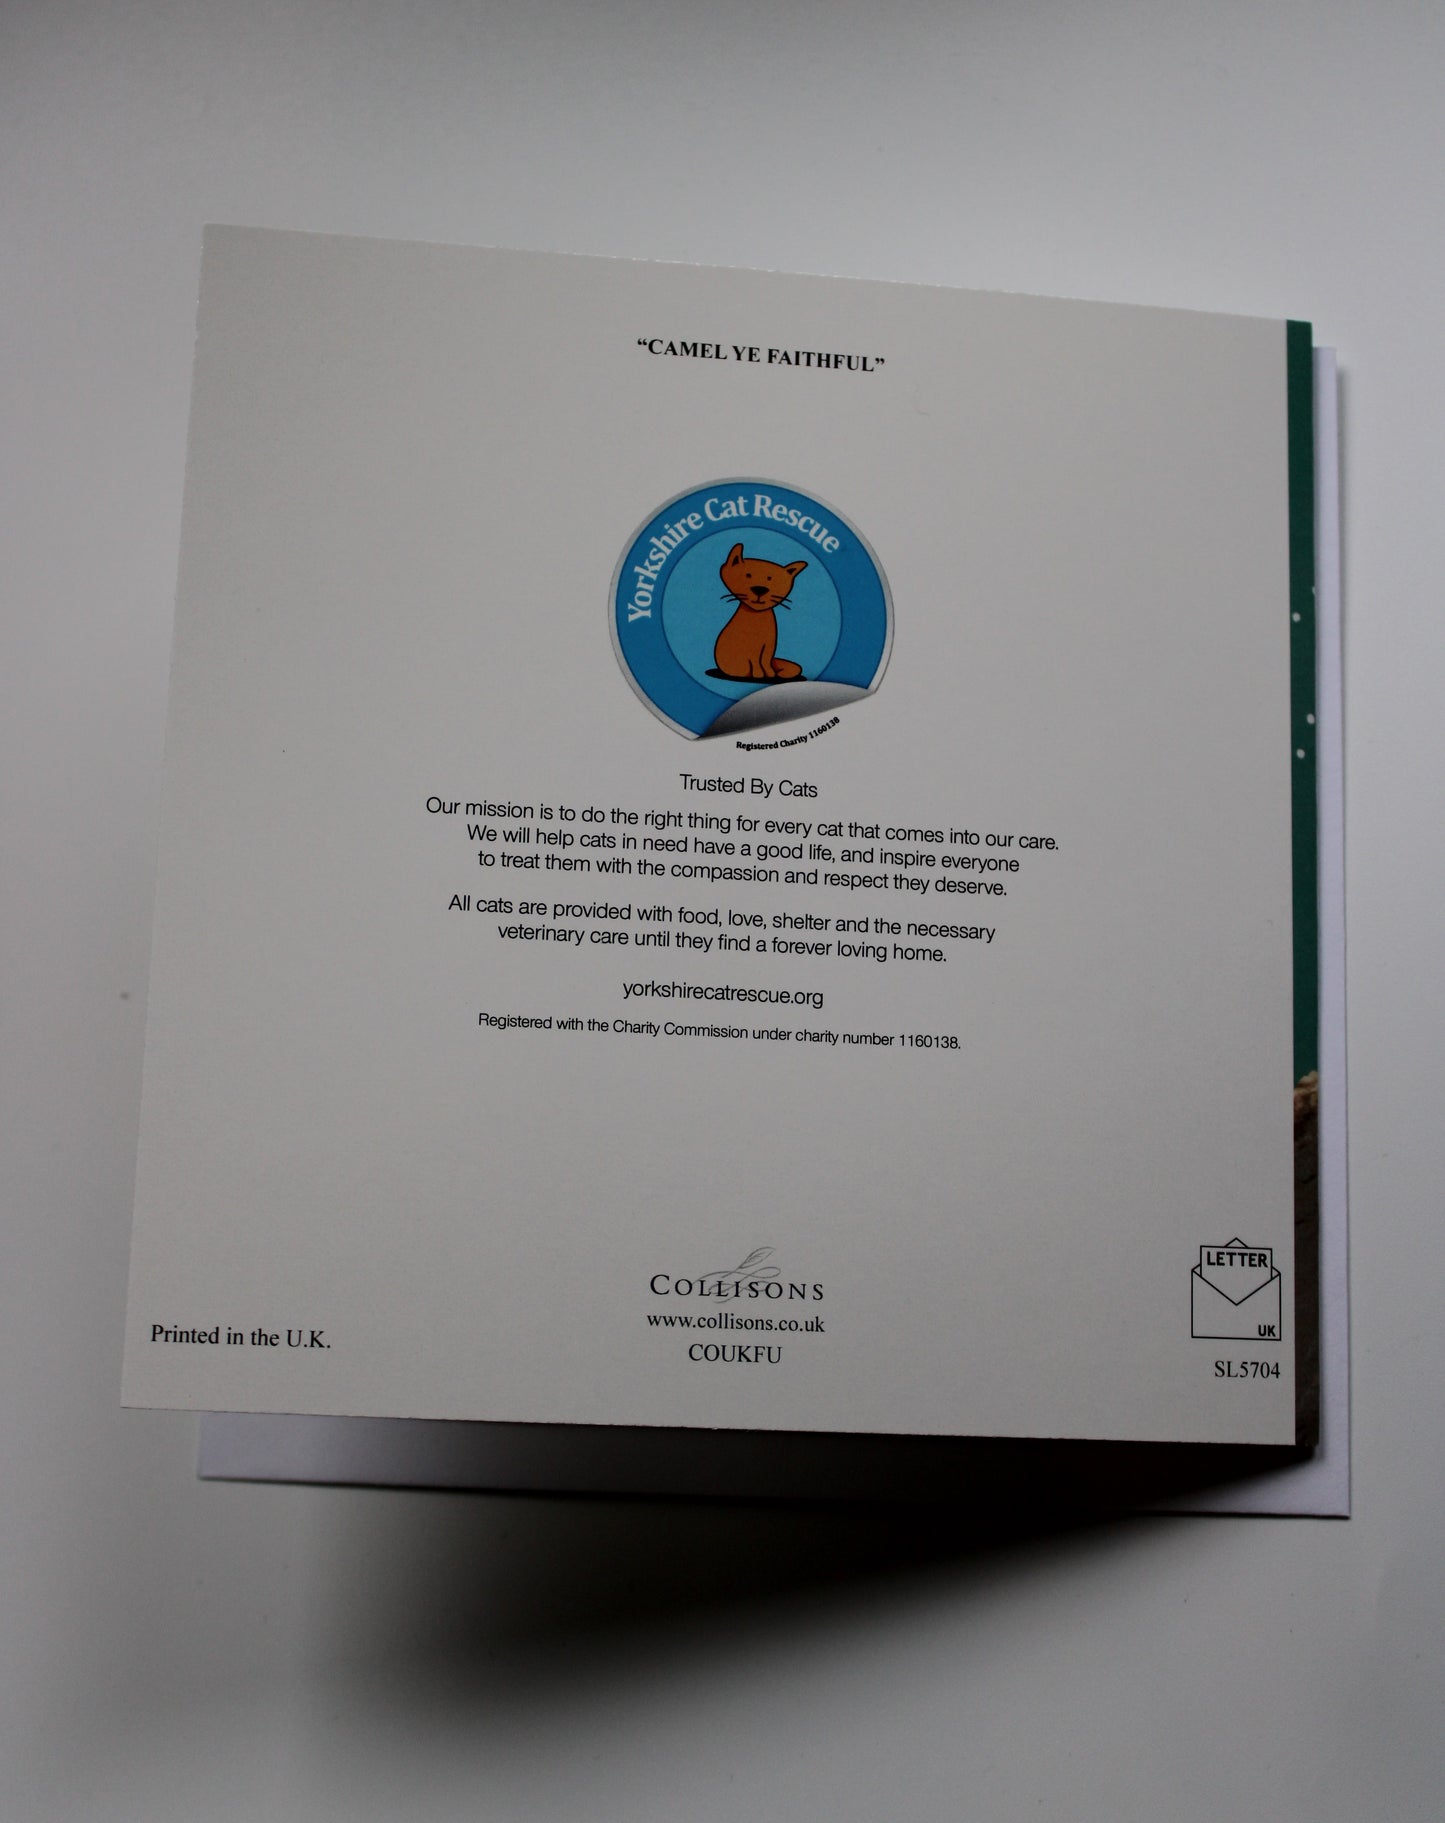 “CAMEL YE FAITHFUL”
Yorkshire Cat Rescue
Registered Charity 1160138
Trusted By Cats
Our mission is to do the right thing for every cat that comes into our care.
We will help cats in need have a good life, and inspire everyone
to treat them with the compassion and respect they deserve.
All cats are provided with food, love, shelter and the necessary
veterinary care until they find a forever loving home.
yorkshirecatrescue.org
Registered with the Charity Commission under charity number 1160138.
COLLISONS
www.collisons.co.uk
COUKFU
Printed in the U.K.
LETTER
UK
SL5704